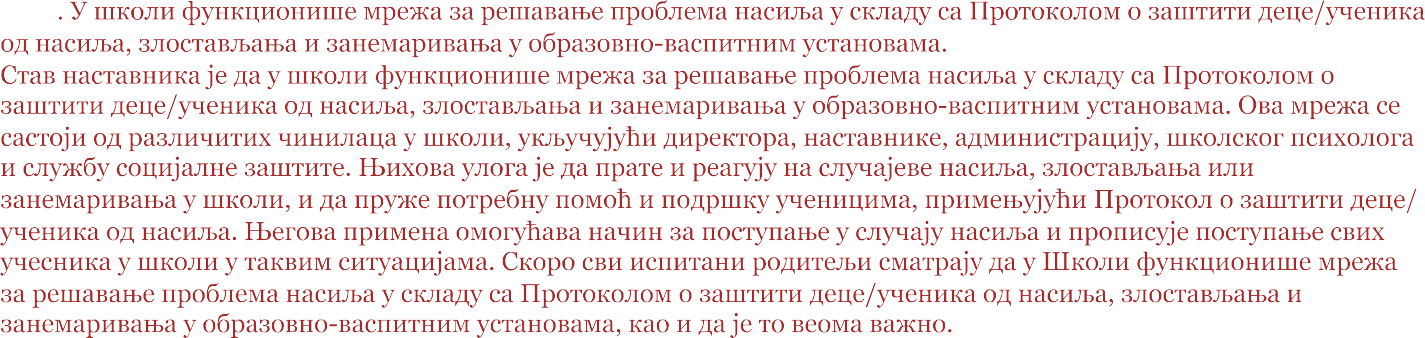 . У школи функционише мрежа за решавање проблема насиља у складу са Протоколом о заштити деце/ученика
од насиља, злостављања и занемаривања у образовно-васпитним установама.
Став наставника је да у школи функционише мрежа за решавање проблема насиља у складу са Протоколом о
заштити деце/ученика од насиља, злостављања и занемаривања у образовно-васпитним установама. Ова мрежа се
састоји од различитих чинилаца у школи, укључујући директора, наставнике, администрацију, школског психолога
и службу социјалне заштите. Њихова улога је да прате и реагују на случајеве насиља, злостављања или
занемаривања у школи, и да пруже потребну помоћ и подршку ученицима, примењујући Протокол о заштити деце/
ученика од насиља. Његова примена омогућава начин за поступање у случају насиља и прописује поступање свих
учесника у школи у таквим ситуацијама. Скоро сви испитани родитељи сматрају да у Школи функционише мрежа
за решавање проблема насиља у складу са Протоколом о заштити деце/ученика од насиља, злостављања и
занемаривања у образовно-васпитним установама, као и да је то веома важно.